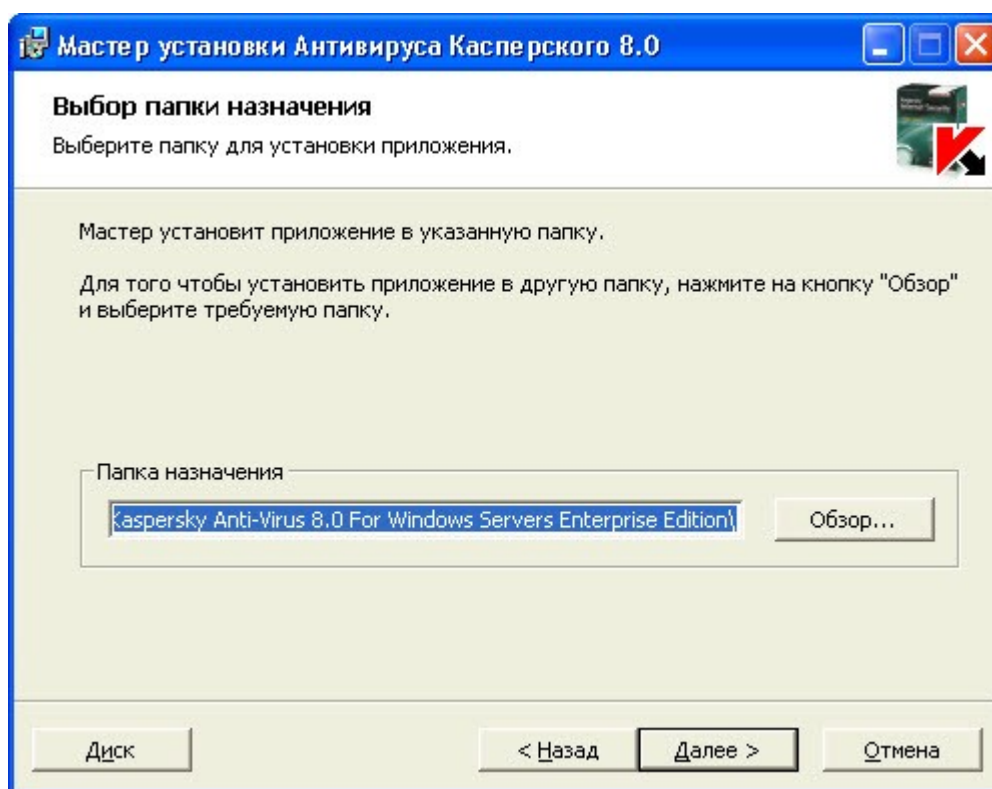 Мастер установки Антивируса Касперского 8.0
Выбор папки назначения
Выберите папку для установки приложения.
Мастер установит приложение в указанную папку.
Для того чтобы установить приложение в другую папку, нажмите на кнопку "Обзор"
и выберите требуемую папку.
Папка назначения
Kaspersky Anti-Virus 8.0 For Windows Servers Enterprise Edition\
Обзор...
Диск
< Назад
Далее >
Отмена